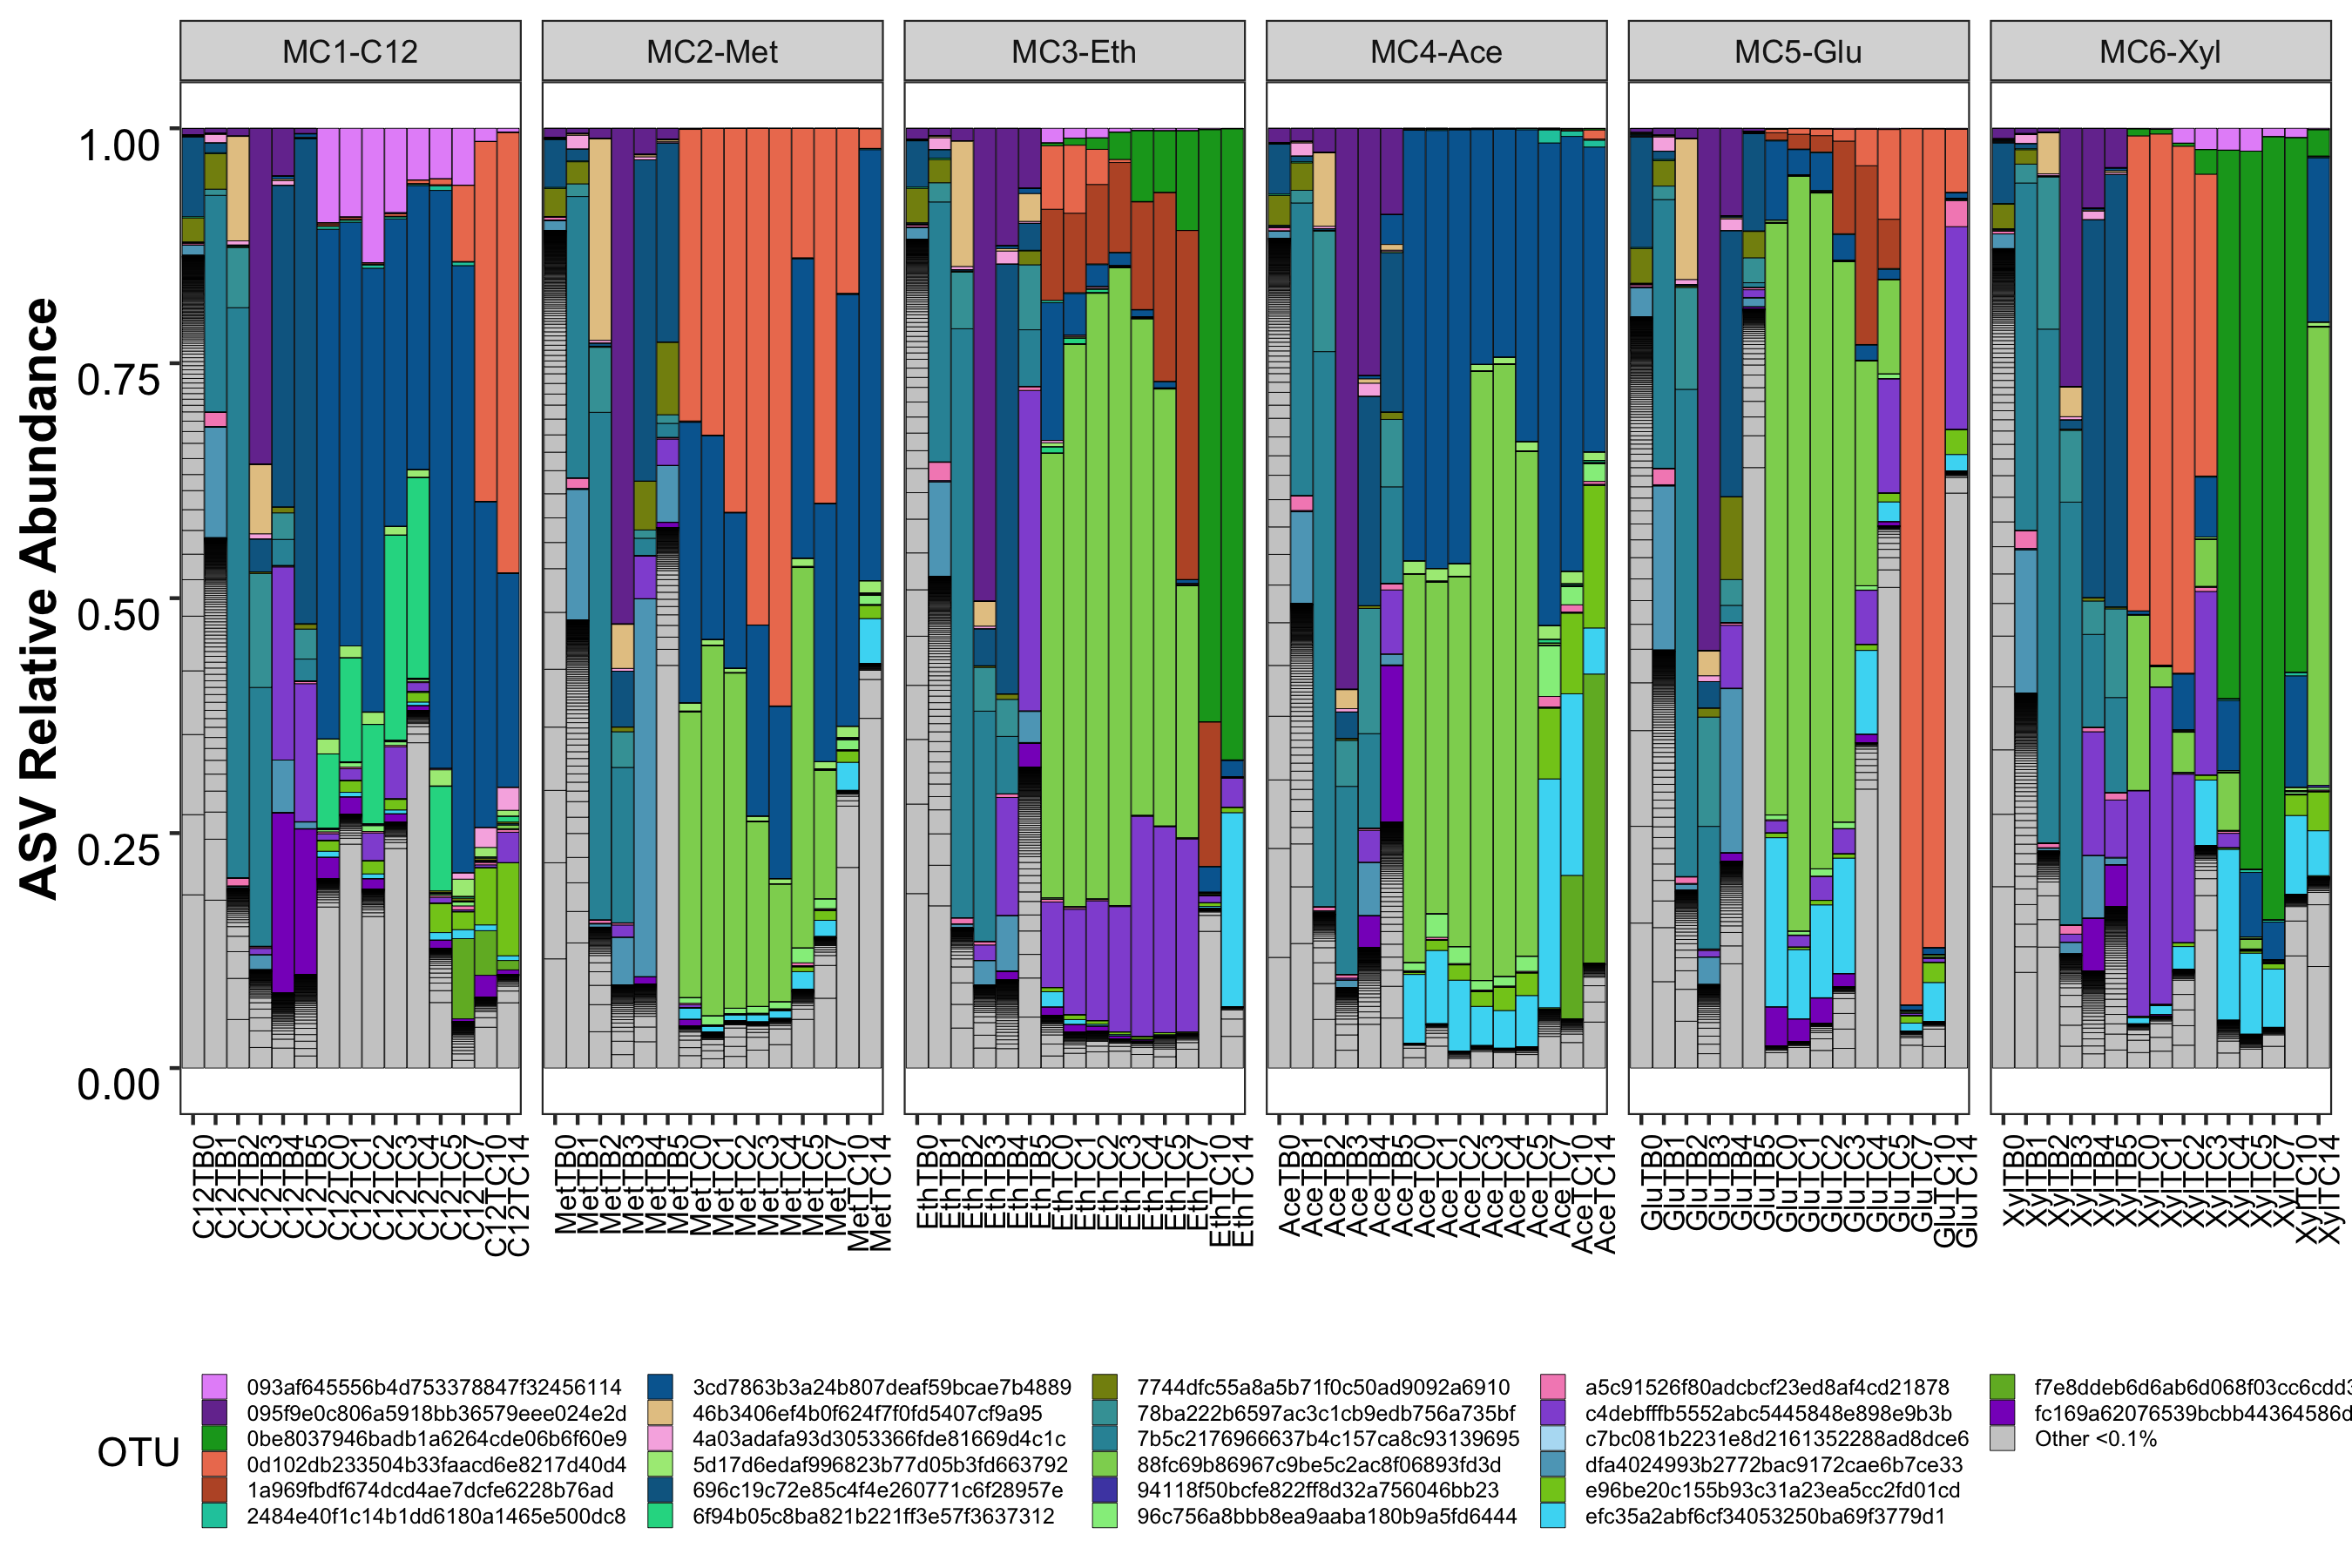 MC1-C12 MC2-Met MC3-Eth MC4-Ace MC5-Glu MC6-Xyl
ASV Relative Abundance
1.00
0.75
0.50
0.25
0.00
C12TB0 C12TB1 C12TB2 C12TB3 C12TB4 C12TB5 C12TC0 C12TC1 C12TC2 C12TC3 C12TC4 C12TC5 C12TC7 C12TC10 C12TC14
MetTB0 MetTB1 MetTB2 MetTB3 MetTB4 MetTB5 MetTC0 MetTC1 MetTC2 MetTC3 MetTC4 MetTC5 MetTC7 MetTC10 MetTC14
EthTB0 EthTB1 EthTB2 EthTB3 EthTB4 EthTB5 EthTC0 EthTC1 EthTC2 EthTC3 EthTC4 EthTC5 EthTC7 EthTC10 EthTC14
AceTB0 AceTB1 AceTB2 AceTB3 AceTB4 AceTB5 AceTC0 AceTC1 AceTC2 AceTC3 AceTC4 AceTC5 AceTC7 AceTC10 AceTC14
GluTB0 GluTB1 GluTB2 GluTB3 GluTB4 GluTB5 GluTC0 GluTC1 GluTC2 GluTC3 GluTC4 GluTC5 GluTC7 GluTC10 GluTC14
XylTB0 XylTB1 XylTB2 XylTB3 XylTB4 XylTB5 XylTC0 XylTC1 XylTC2 XylTC3 XylTC4 XylTC5 XylTC7 XylTC10 XylTC14
OTU
093af645556b4d753378847f32456114
095f9e0c806a5918bb36579eee024e2d
0be8037946badb1a6264cde06b6f60e9
0d102db233504b33faacd6e8217d40d4
1a969fbdf674dcd4ae7dcfe6228b76ad
2484e40f1c14b1dd6180a1465e500dc8
3cd7863b3a24b807deaf59bcae7b4889
46b3406ef4b0f624f7f0fd5407cf9a95
4a03adafa93d3053366fde81669d4c1c
5d17d6edaf996823b77d05b3fd663792
696c19c72e85c4f4e260771c6f28957e
6f94b05c8ba821b221ff3e57f3637312
7744dfc55a8a5b71f0c50ad9092a6910
78ba222b6597ac3c1cb9edb756a735bf
7b5c2176966637b4c157ca8c93139695
88fc69b86967c9be5c2ac8f06893fd3d
94118f50bcfe822ff8d32a756046bb23
96c756a8bbb8ea9aaba180b9a5fd6444
a5c91526f80adcbcf23ed8af4cd21878
c4debfffb5552abc5445848e898e9b3b
c7bc081b2231e8d2161352288ad8dce6
dfa4024993b2772bac9172cae6b7ce33
e96be20c155b93c31a23ea5cc2fd01cd
efc35a2abf6cf34053250ba69f3779d1
f7e8ddeb6d6ab6d068f03cc6cdd3
fc169a62076539bcbb44364586d
Other <0.1%